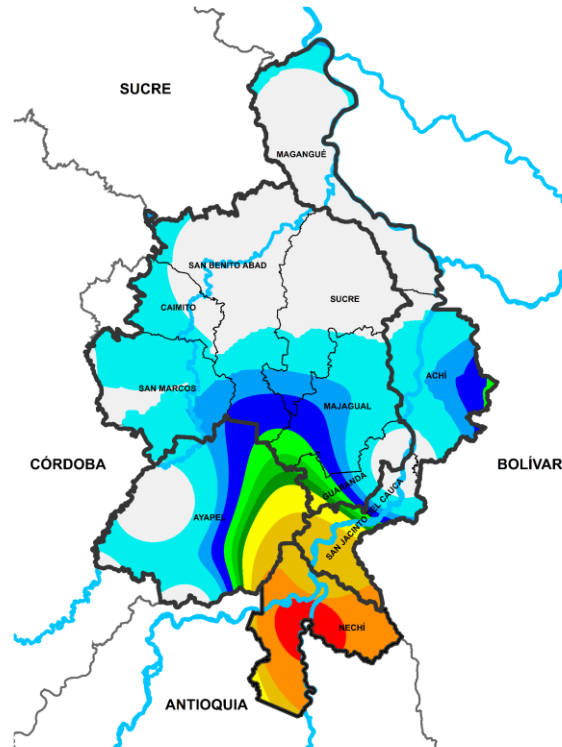 SUCRE
MAGANGUÉ
SAN BENITO ABAD
SUCRE
CAIMITO
ACHÍ
SAN MARCOS
MAJAGUAL
CÓRDOBA
BOLÍVAR
GUARANDA
AYAPEL
SAN JACINTO DEL CAUCA
NECHÍ
ANTIOQUIA